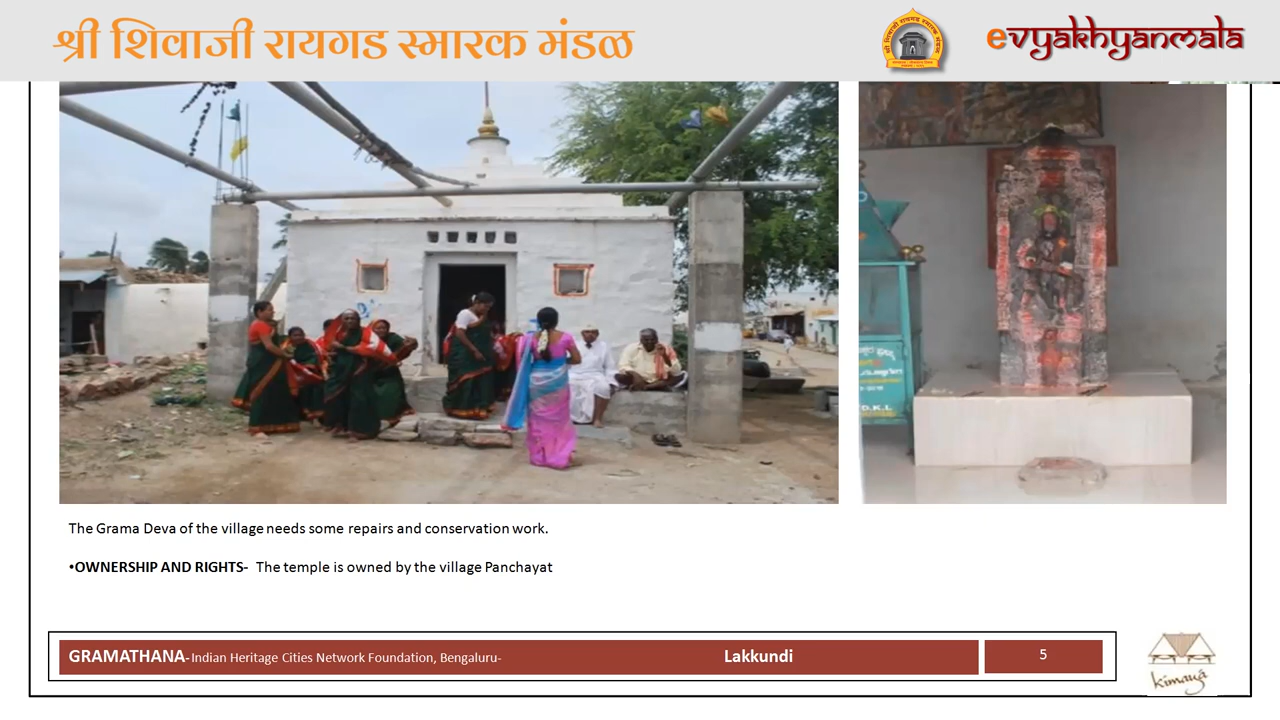 श्री शिवाजी रायगड स्मारक मंडळ
evyakhyanmala
D.K.L
The Grama Deva of the village needs some repairs and conservation work.
•OWNERSHIP AND RIGHTS- The temple is owned by the village Panchayat
GRAMATHANA-Indian Heritage Cities Network Foundation, Bengaluru-
Lakkundi
5
kimaya